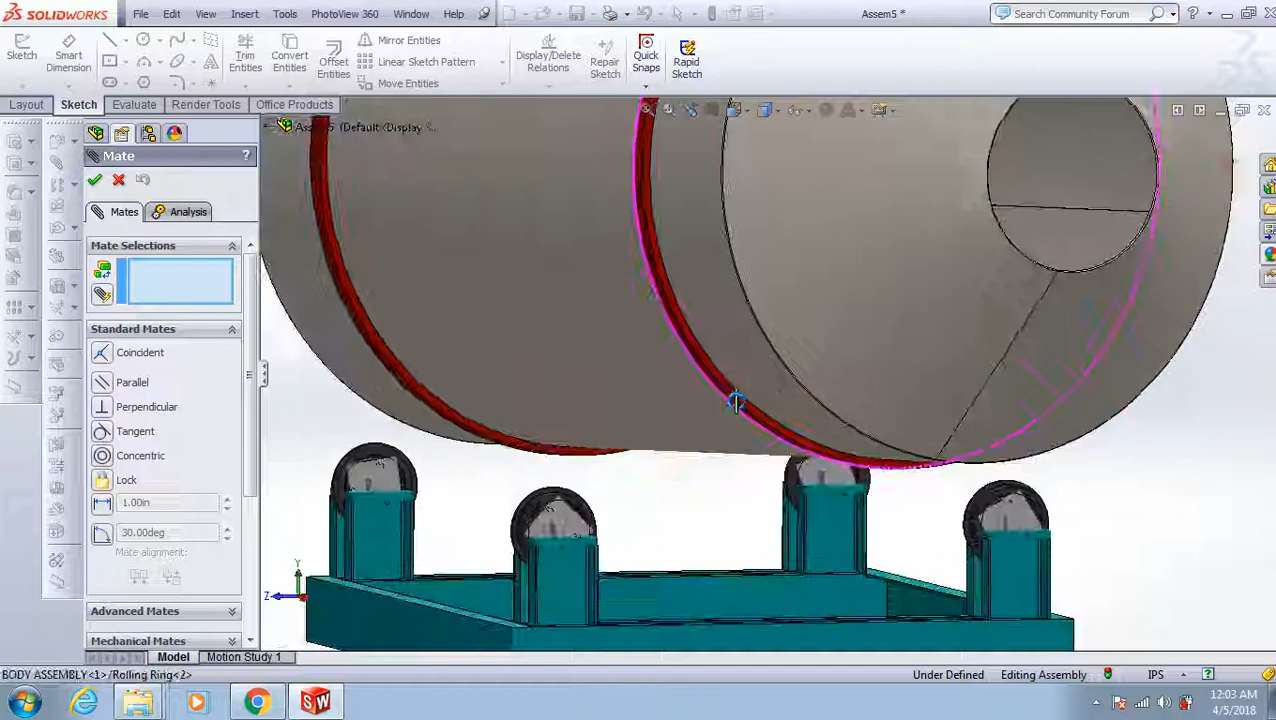 SOLIDWORKS
File Edit View Insert Tools PhotoView 360 Window Help
Assem5 *
Search Community Forum
Sketch
Smart Dimension
Trim Entities
Convert Entities
Offset Entities
Mirror Entities
Linear Sketch Pattern
Move Entities
Display/Delete Relations
Repair Sketch
Quick Snaps
Rapid Sketch
Layout Sketch Evaluate Render Tools Office Products
(Default<Display
Mate ?
Mates Analysis
Mate Selections
Standard Mates
Coincident
Parallel
Perpendicular
Tangent
Concentric
Lock
1.00in
30.00deg
Mate alignment:
Advanced Mates
Mechanical Mates
Y
Z
Model Motion Study 1
BODY ASSEMBLY<1>/Rolling Ring<2>
Under Defined Editing Assembly IPS
12:03 AM
4/5/2018